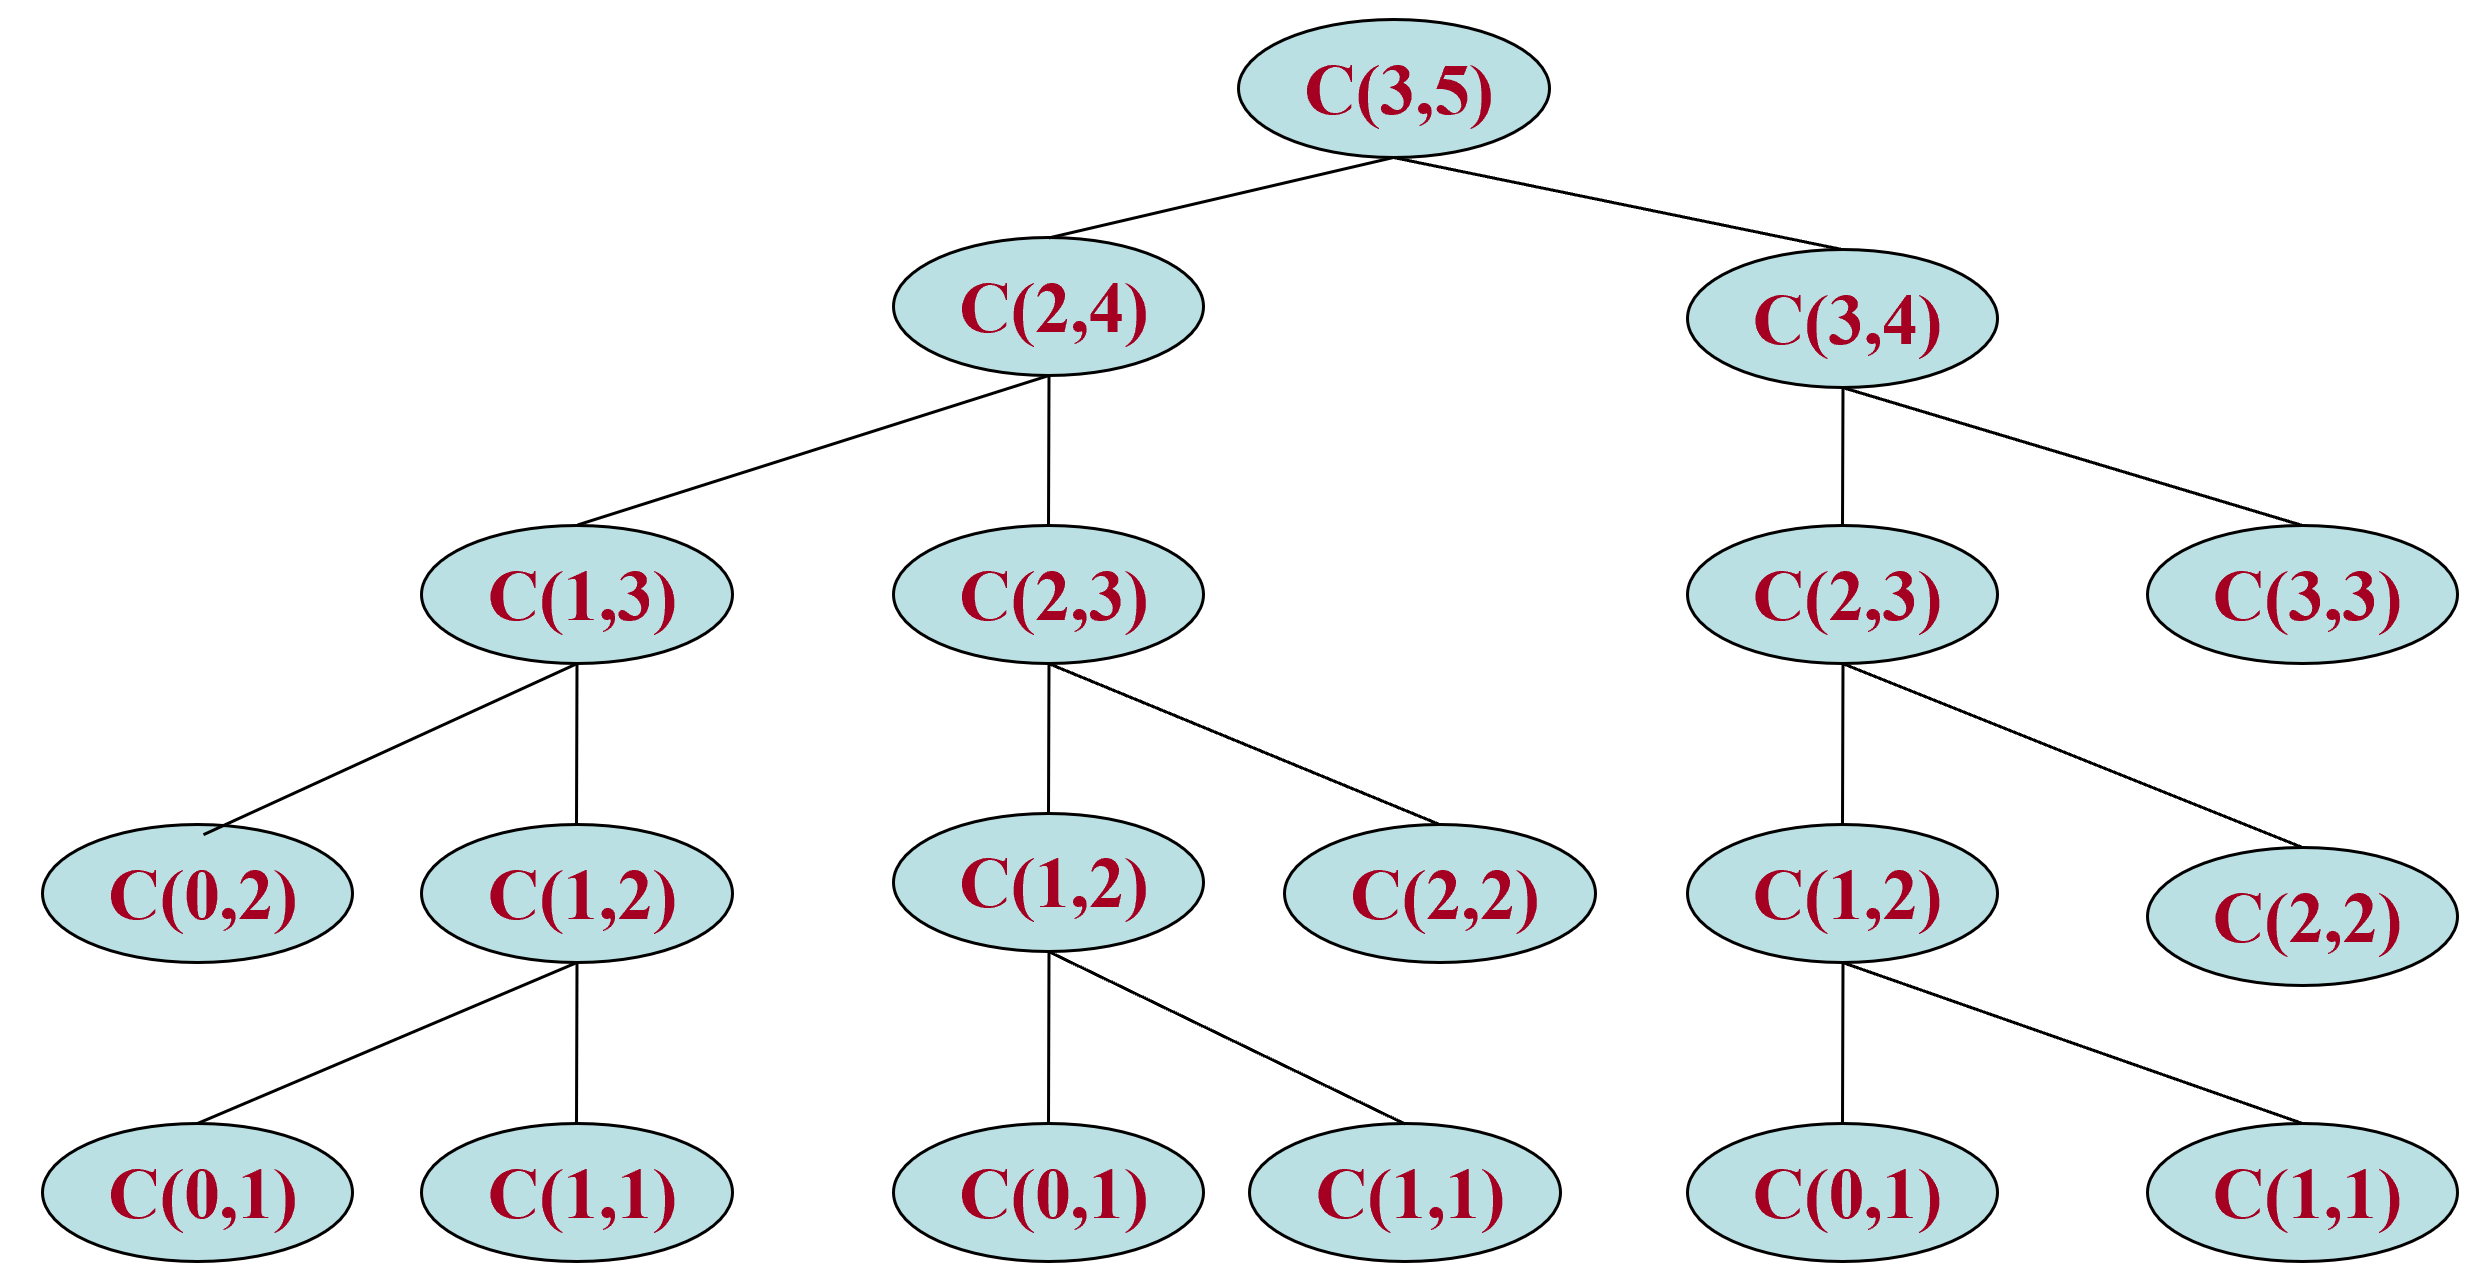 C(3,5)
C(2,4)
C(3,4)
C(1,3)
C(2,3)
C(2,3)
C(3,3)
C(0,2)
C(1,2)
C(1,2)
C(2,2)
C(1,2)
C(2,2)
C(0,1)
C(1,1)
C(0,1)
C(1,1)
C(0,1)
C(1,1)